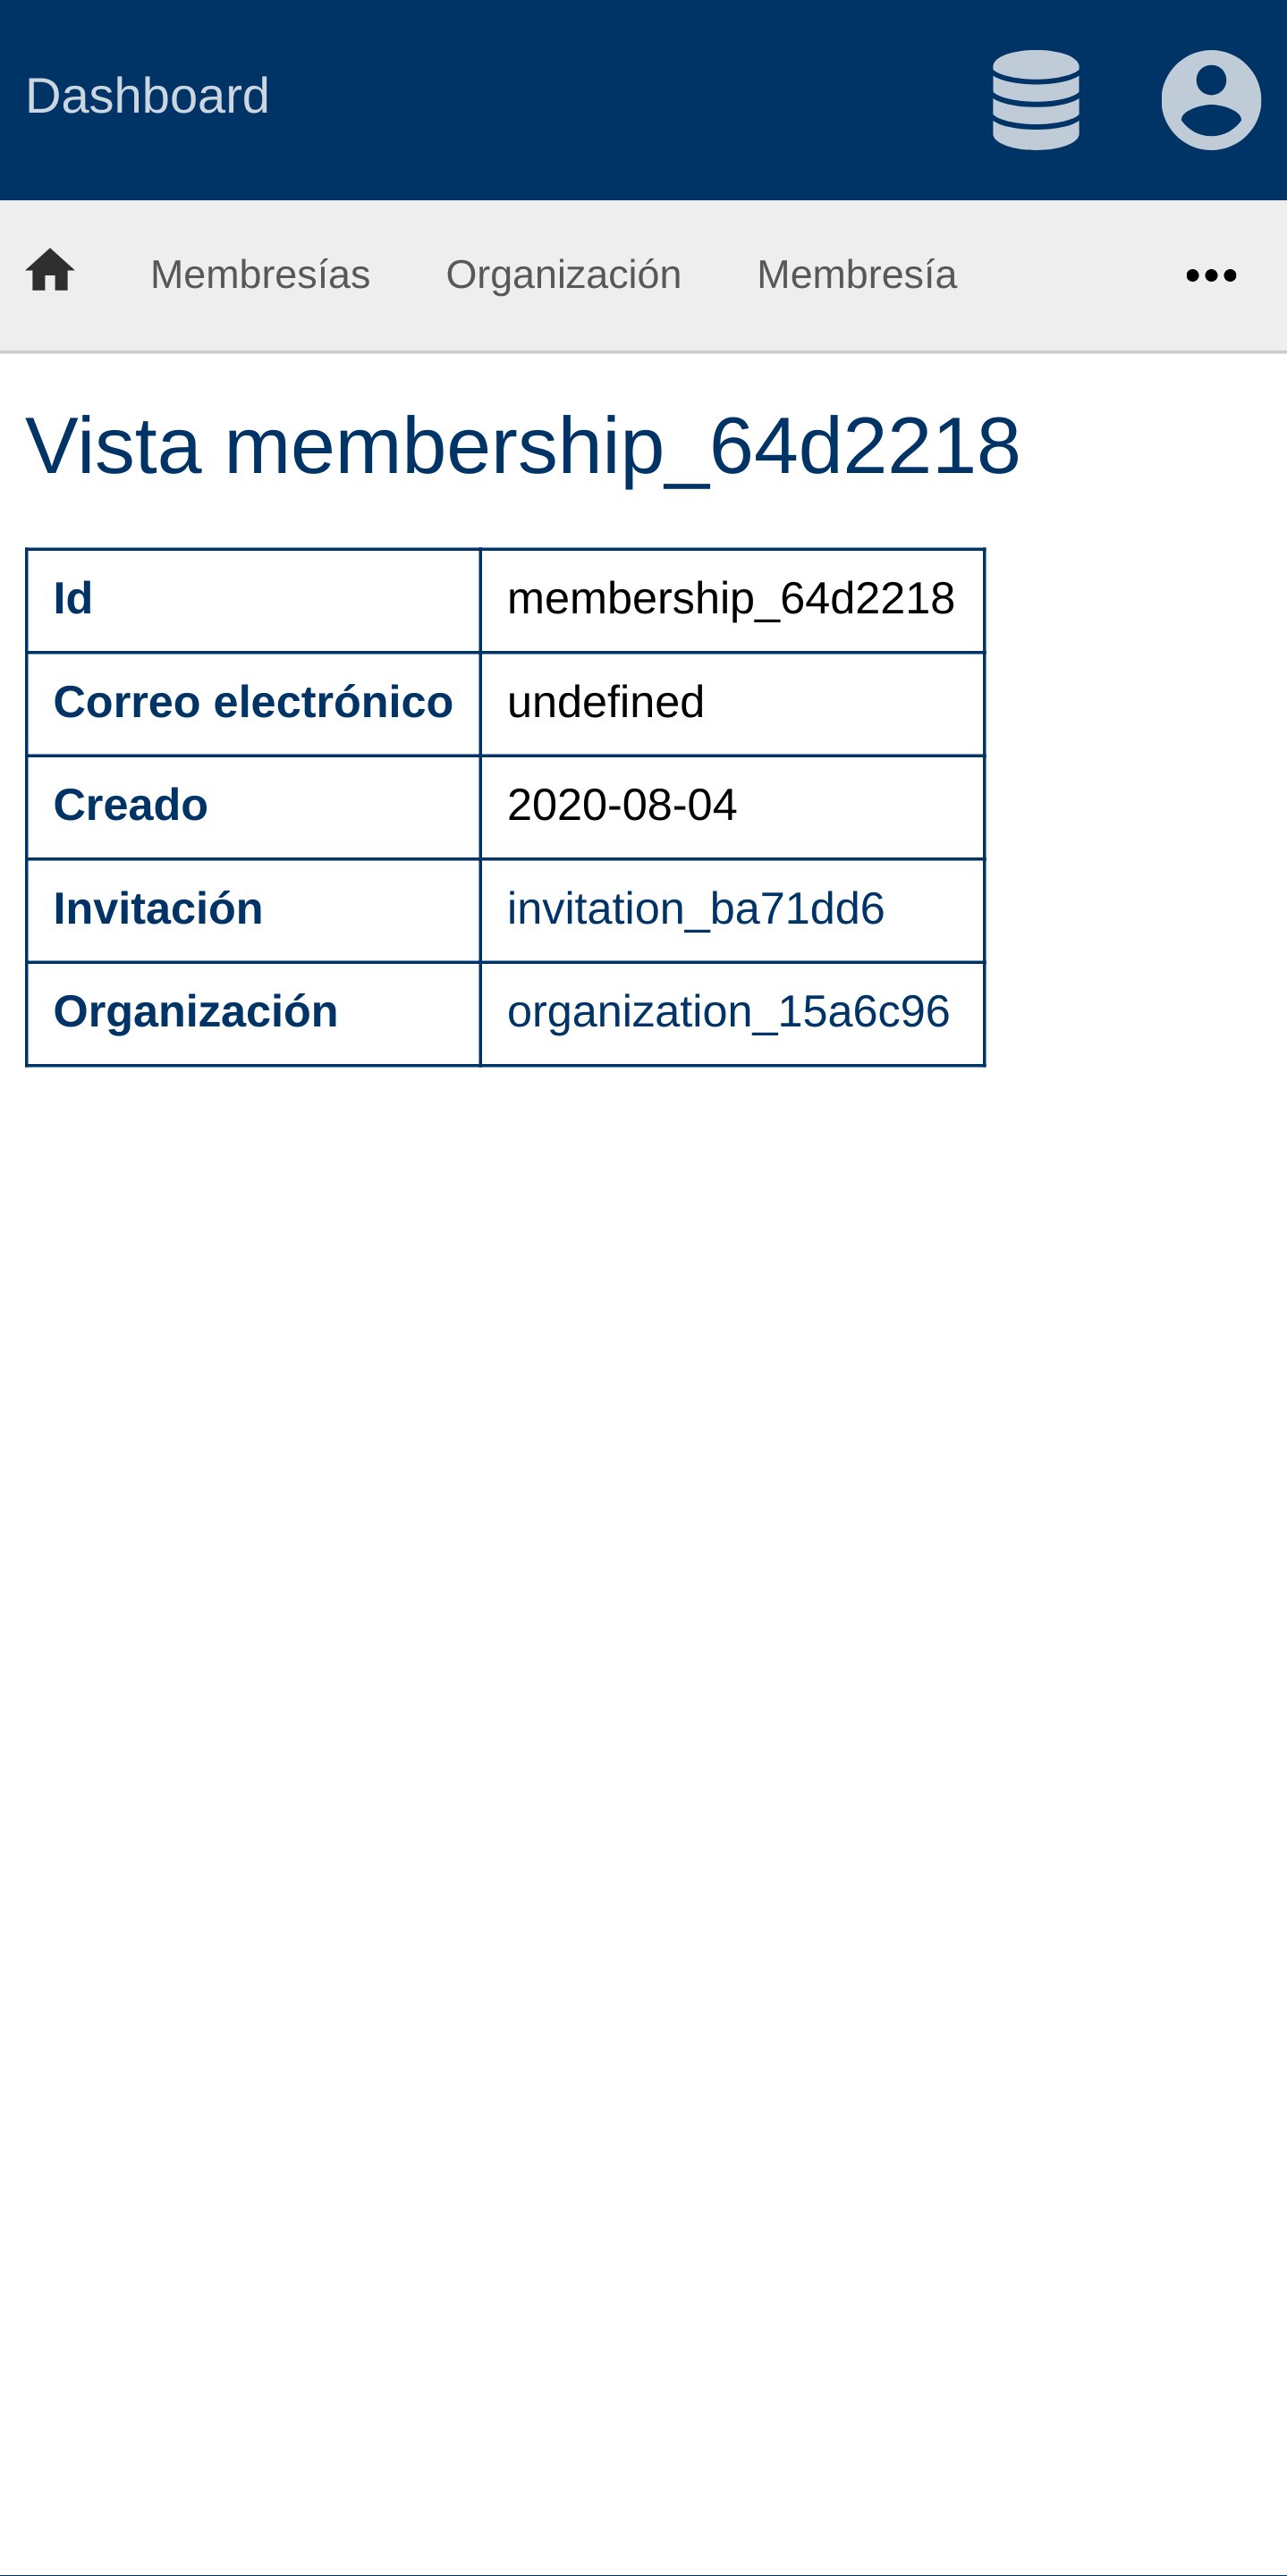 Dashboard
Membresías Organización Membresía
Vista membership_64d2218
Id membership_64d2218
Correo electrónico undefined
Creado 2020-08-04
Invitación invitation_ba71dd6
Organización organization_15a6c96